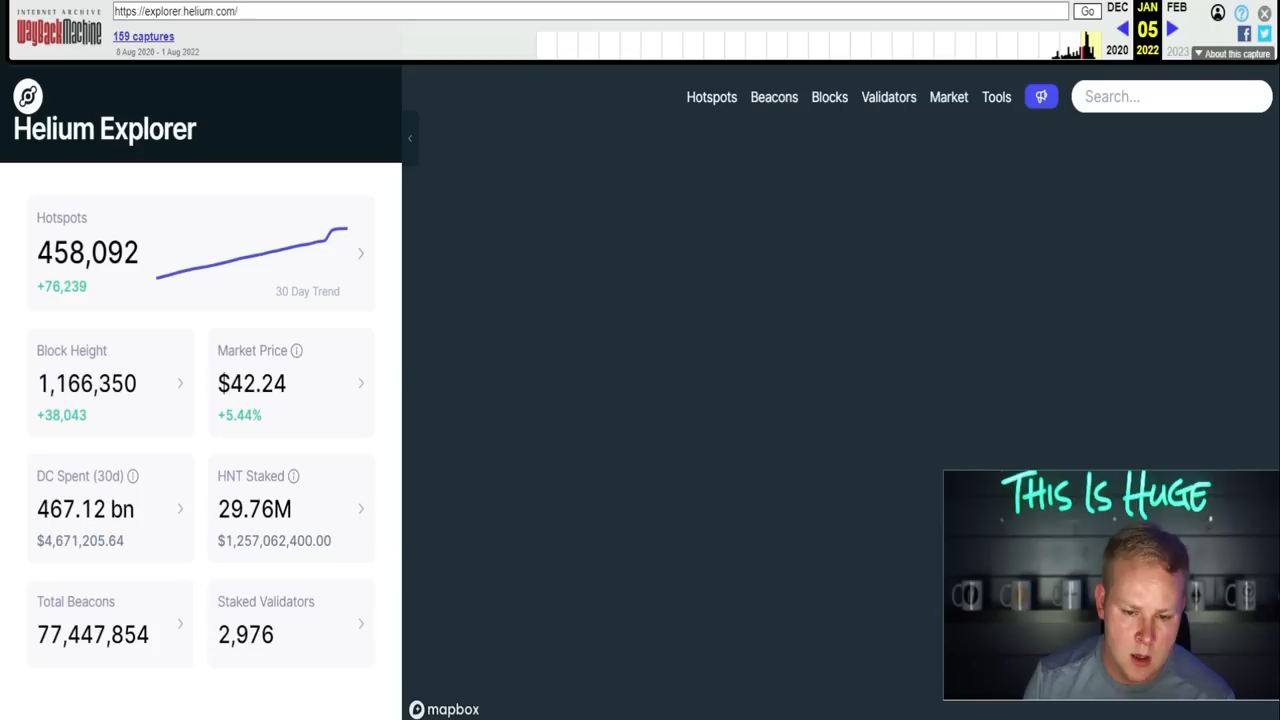 INTERNET ARCHIVE
WayBackMachine
https://explorer.helium.com/
Go
DEC
JAN
FEB
159 captures
05
8 Aug 2020 - 1 Aug 2022
2020
2022
2023
About this capture
Helium Explorer
Hotspots
Beacons
Blocks
Validators
Market
Tools
Search...
Hotspots
458,092
+76,239
30 Day Trend
Block Height
1,166,350
+38,043
Market Price
$42.24
+5.44%
DC Spent (30d)
467.12 bn
$4,671,205.64
HNT Staked
29.76M
$1,257,062,400.00
Total Beacons
77,447,854
Staked Validators
2,976
THIS IS HUGE
mapbox